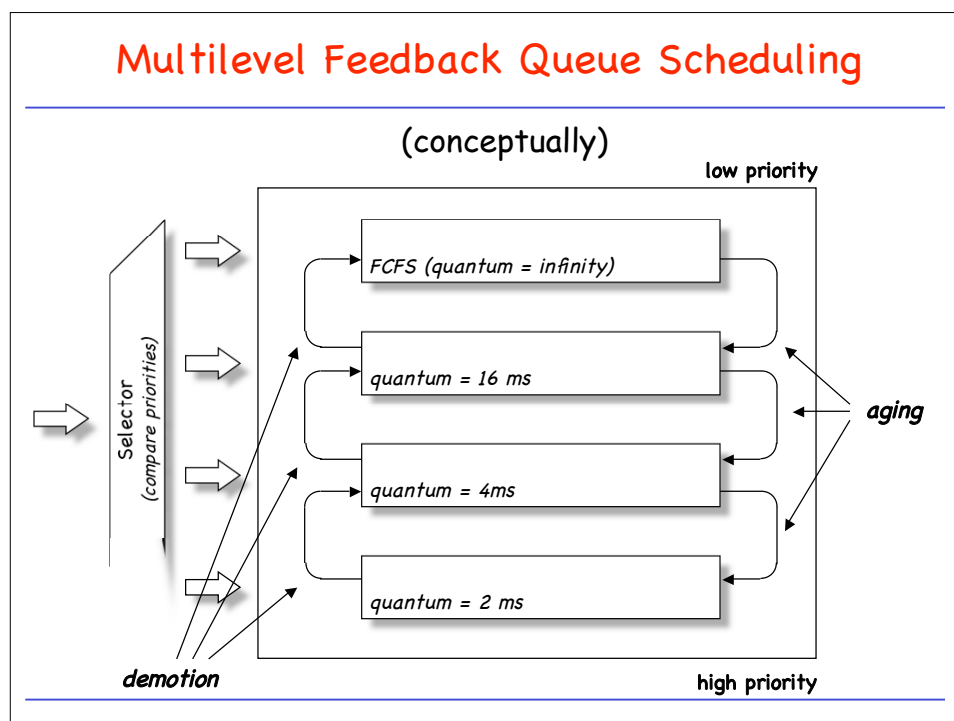 Multilevel Feedback Queue Scheduling
(conceptually)
low priority
FCFS (quantum = infinity)
Selector
(compare priorities)
quantum = 16 ms
aging
quantum = 4ms
quantum = 2 ms
demotion
high priority